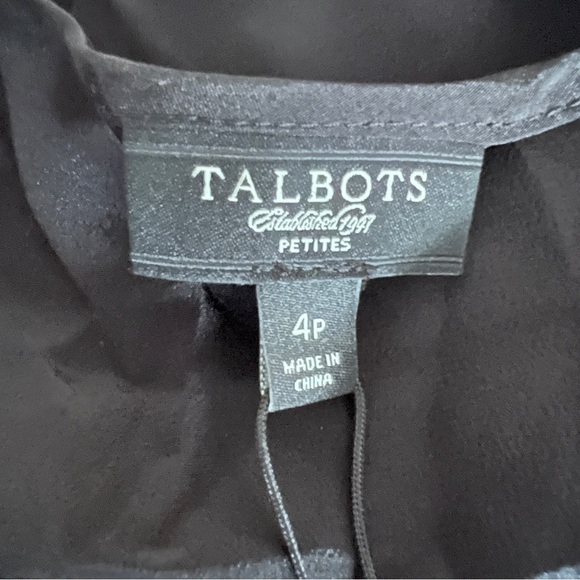 TALBOTS
Established 1947
PETITES
4P
MADE IN
CHINA